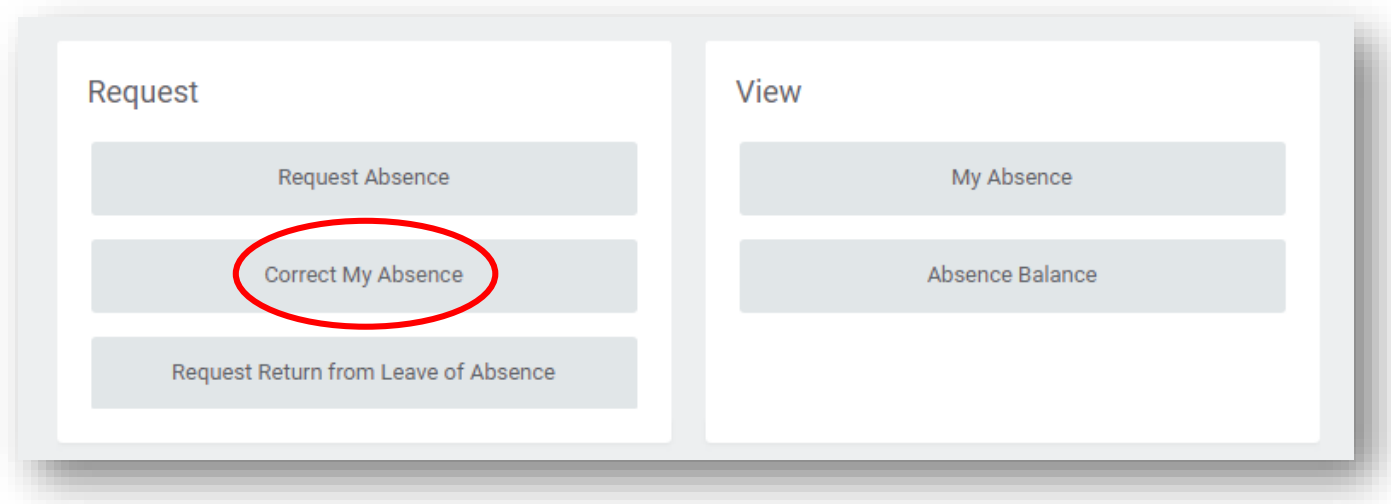 Request
Request Absence
Correct My Absence
Request Return from Leave of Absence
View
My Absence
Absence Balance